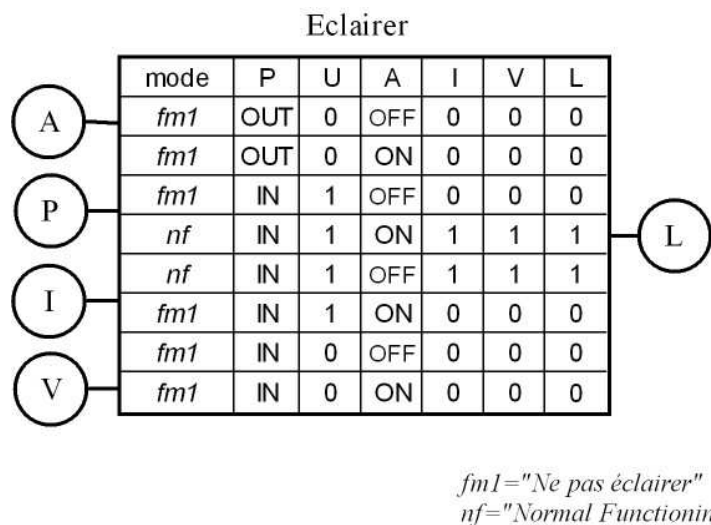 Eclairer
mode P U A I V L
fm1 OUT 0 OFF 0 0 0
fm1 OUT 0 ON 0 0 0
fm1 IN 1 OFF 0 0 0
nf IN 1 ON 1 1 1
nf IN 1 OFF 1 1 1
fm1 IN 1 ON 0 0 0
fm1 IN 0 OFF 0 0 0
fm1 IN 0 ON 0 0 0
A
P
I
V
L
fm1="Ne pas éclairer"
nf="Normal Functionin